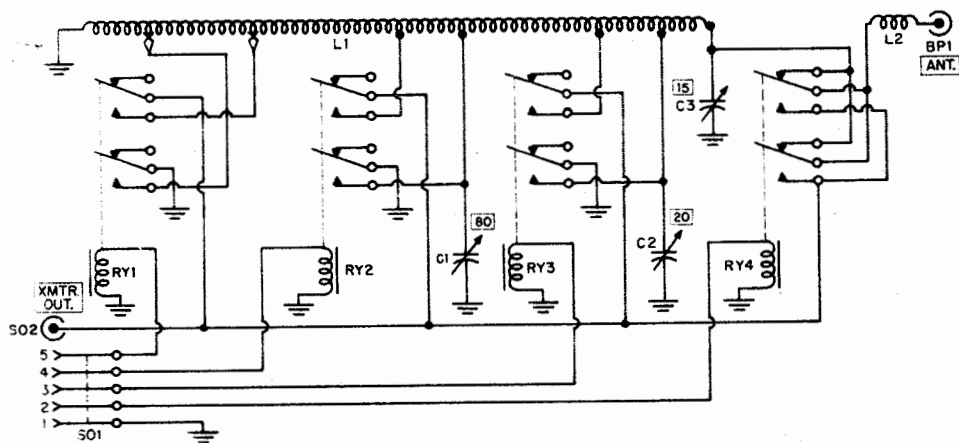 L1
L2
BP1
ANT.
15
C3
80
C1
20
C2
RY1
RY2
RY3
RY4
XMTR.
OUT.
SO2
5
4
3
2
1
SO1